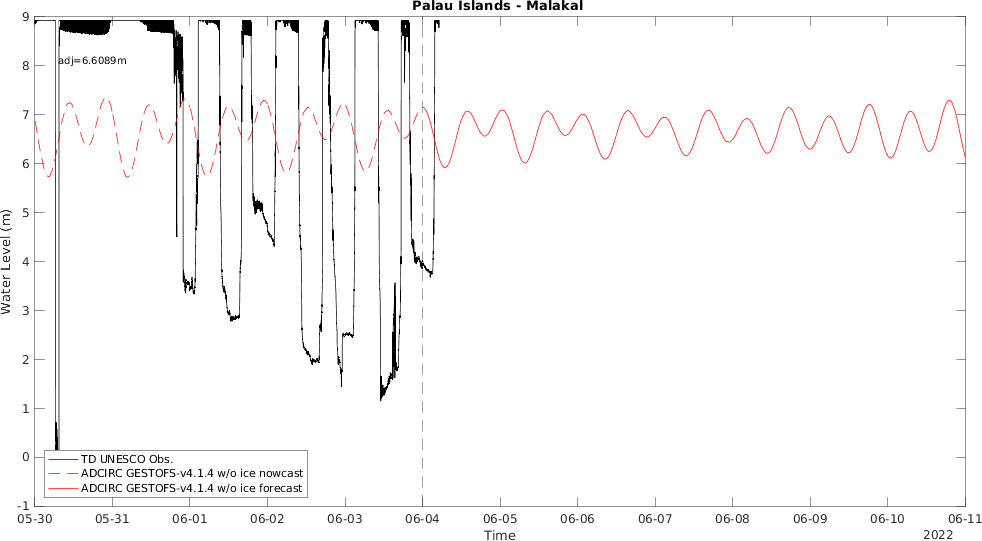 Palau Islands - Malakal
9
8
7
6
5
4
3
2
1
0
-1
Water Level (m)
adj=6.6089m
TD UNESCO Obs.
ADCIRC GESTOFS-v4.1.4 w/o ice nowcast
ADCIRC GESTOFS-v4.1.4 w/o ice forecast
05-30 05-31 06-01 06-02 06-03 06-04 06-05 06-06 06-07 06-08 06-09 06-10 06-11
Time
2022